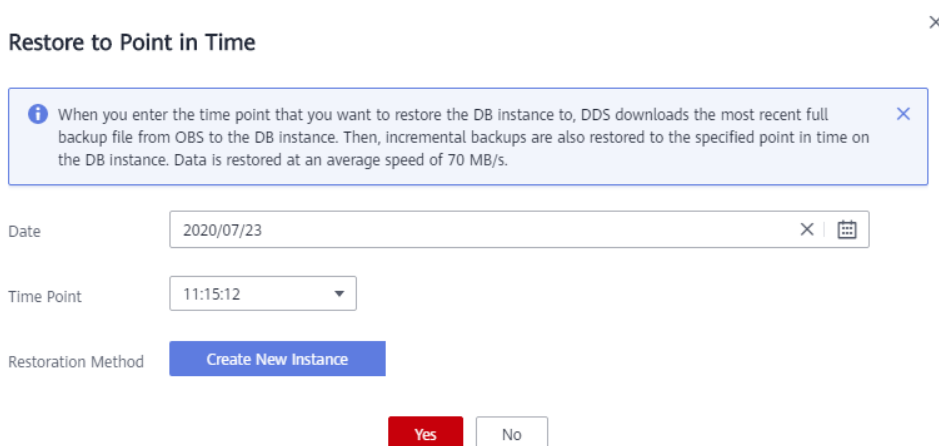 Restore to Point in Time
When you enter the time point that you want to restore the DB instance to, DDS downloads the most recent full
backup file from OBS to the DB instance. Then, incremental backups are also restored to the specified point in time on
the DB instance. Data is restored at an average speed of 70 MB/s.
Date 2020/07/23
Time Point 11:15:12
Restoration Method Create New Instance
Yes No